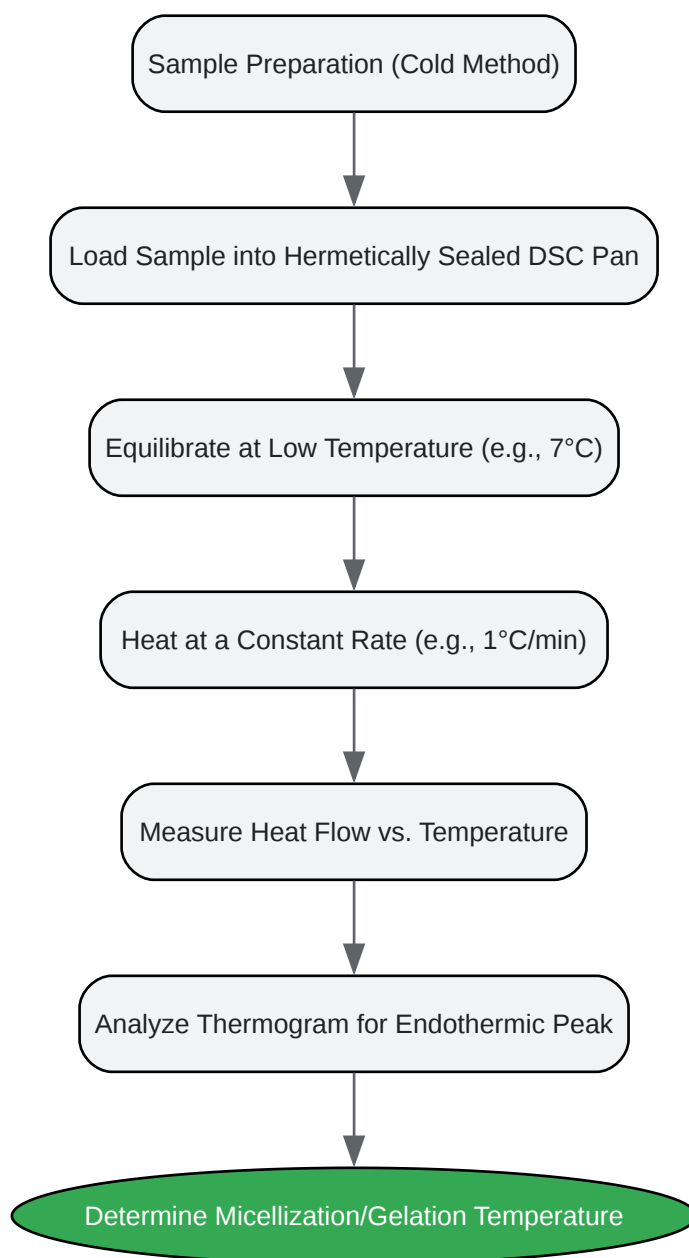 Sample Preparation (Cold Method)
Load Sample into Hermetically Sealed DSC Pan
Equilibrate at Low Temperature (e.g., 7°C)
Heat at a Constant Rate (e.g., 1°C/min)
Measure Heat Flow vs. Temperature
Analyze Thermogram for Endothermic Peak
Determine Micellization/Gelation Temperature